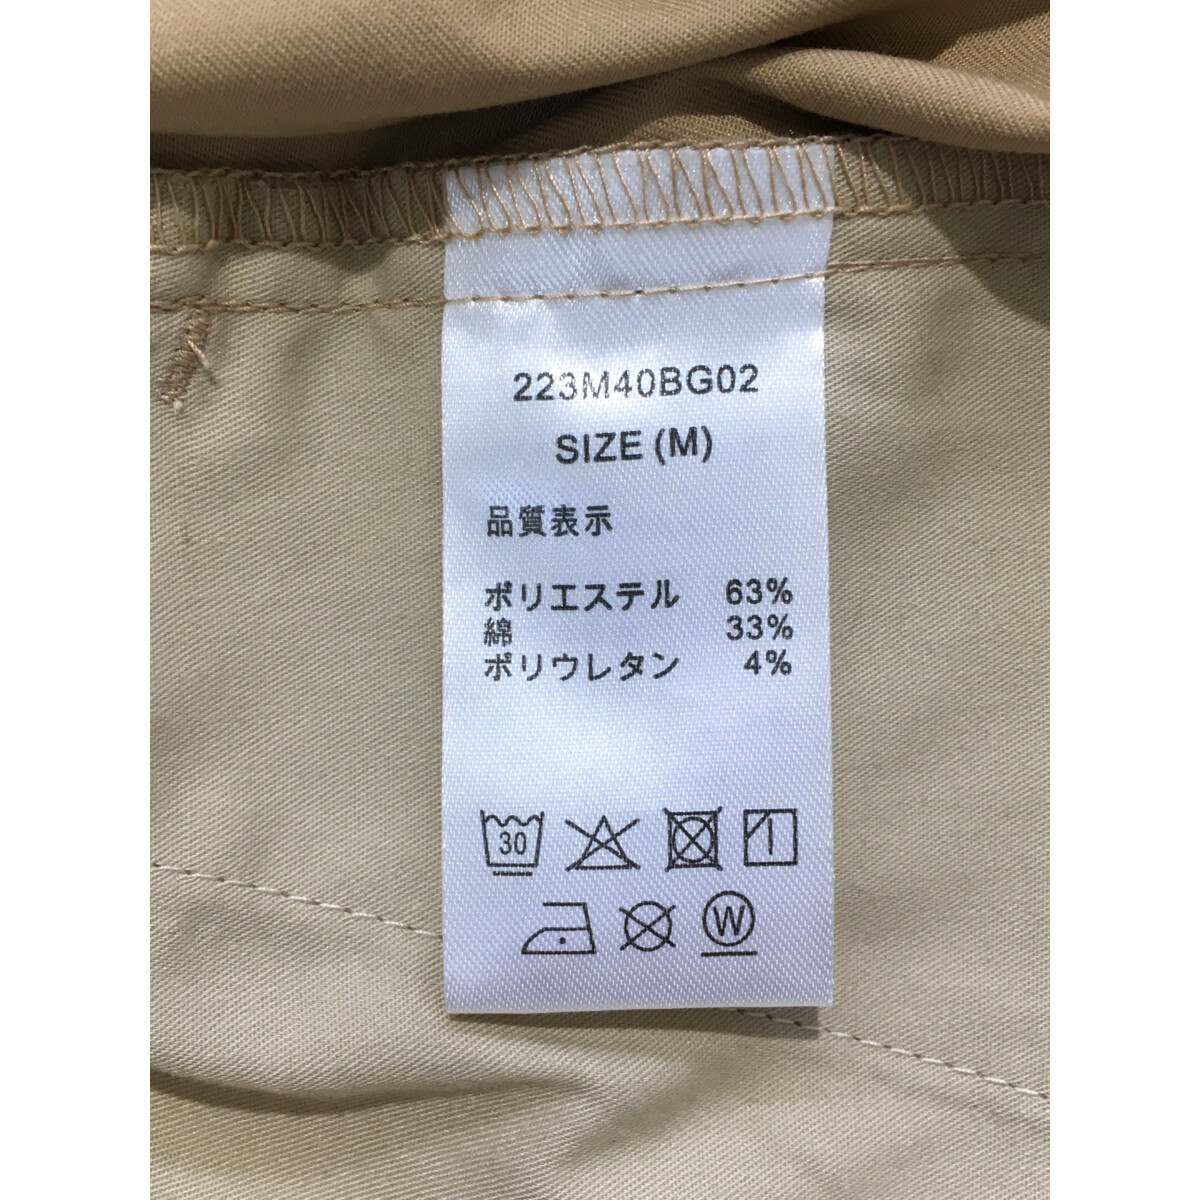 223M40BG02
SIZE (M)
品質表示
ポリエステル 63%
綿 33%
ポリウレタン 4%
30
W